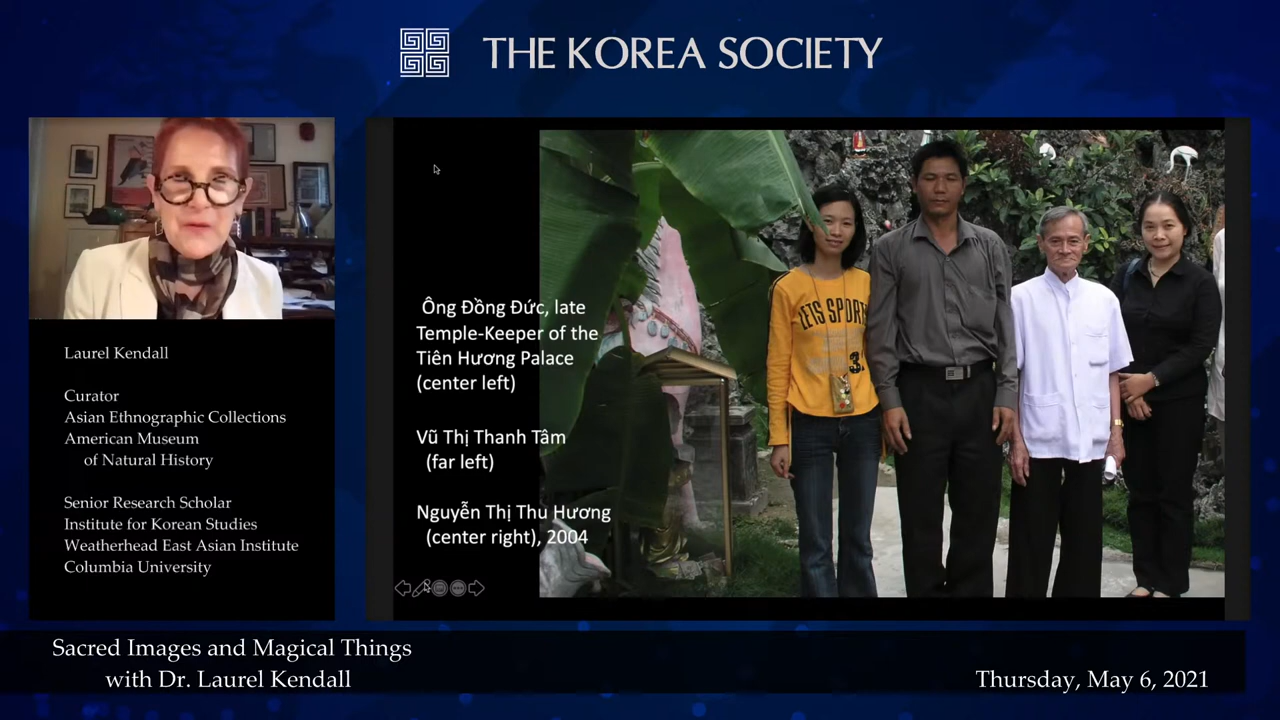 THE KOREA SOCIETY
Laurel Kendall
Curator
Asian Ethnographic Collections
American Museum
of Natural History
Senior Research Scholar
Institute for Korean Studies
Weatherhead East Asian Institute
Columbia University
Ông Đồng Đức, late
Temple-Keeper of the
Tiên Hương Palace
(center left)
Vũ Thị Thanh Tâm
(far left)
Nguyễn Thị Thu Hương
(center right), 2004
SPORT
3
Sacred Images and Magical Things
with Dr. Laurel Kendall
Thursday, May 6, 2021